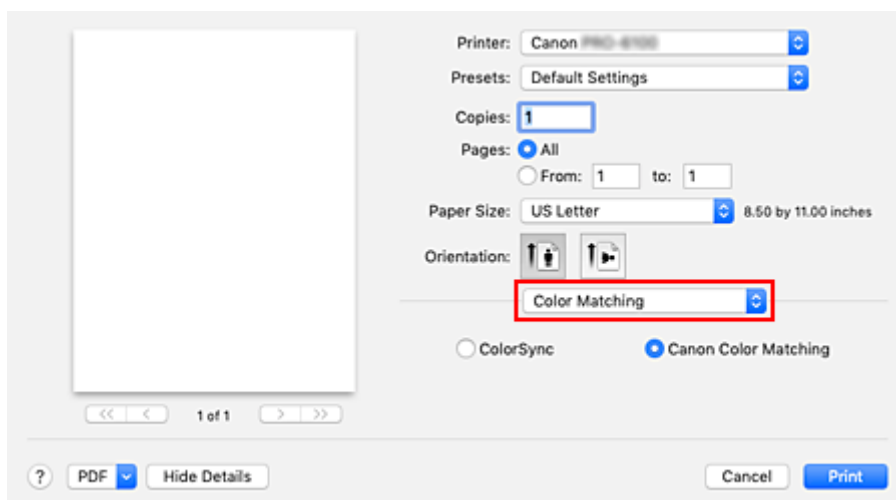 Printer: Canon
Presets: Default Settings
Copies: 1
Pages: All
From: 1 to: 1
Paper Size: US Letter 8.50 by 11.00 inches
Orientation:
Color Matching
ColorSync Canon Color Matching
<< < 1 of 1 > >>
? PDF Hide Details Cancel Print